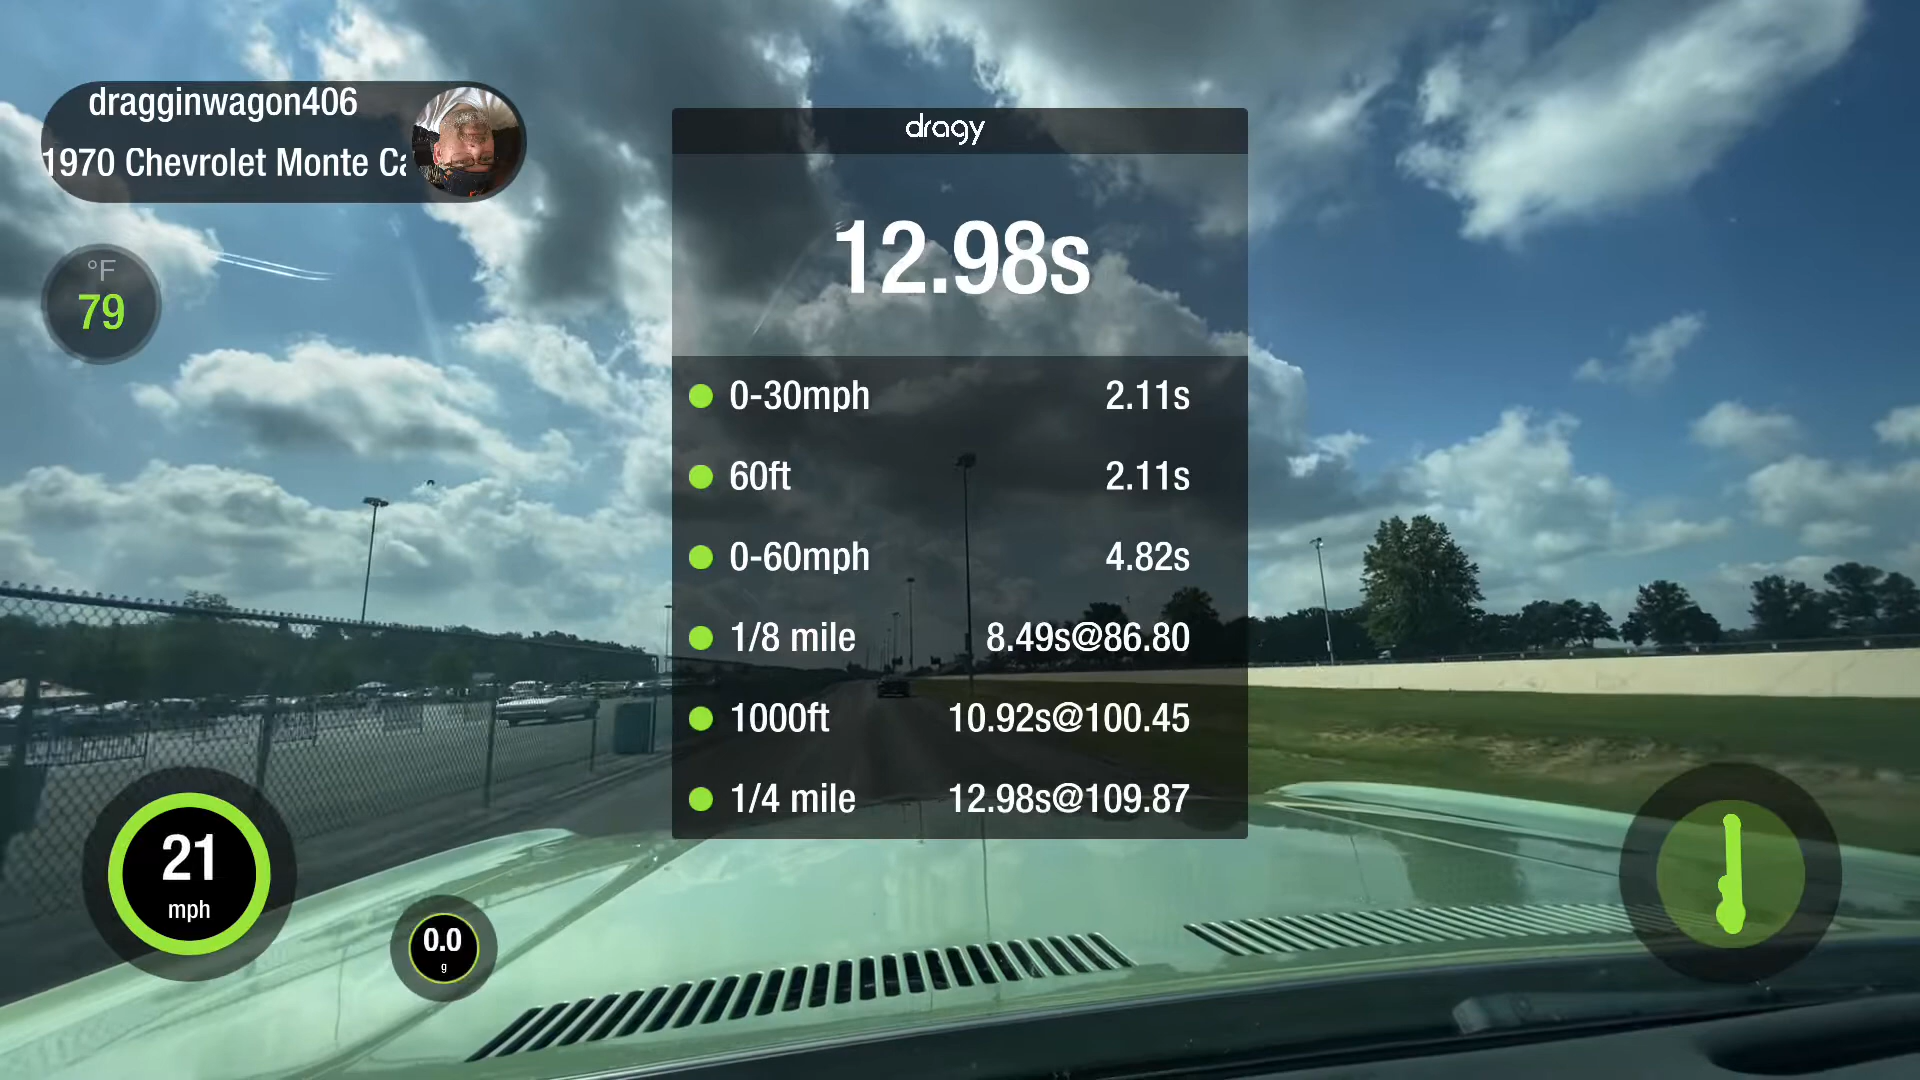 dragginwagon406
1970 Chevrolet Monte Ca
°F
79
dragy
12.98s
0-30mph 2.11s
60ft 2.11s
0-60mph 4.82s
1/8 mile 8.49s@86.80
1000ft 10.92s@100.45
1/4 mile 12.98s@109.87
21
mph
0.0
g